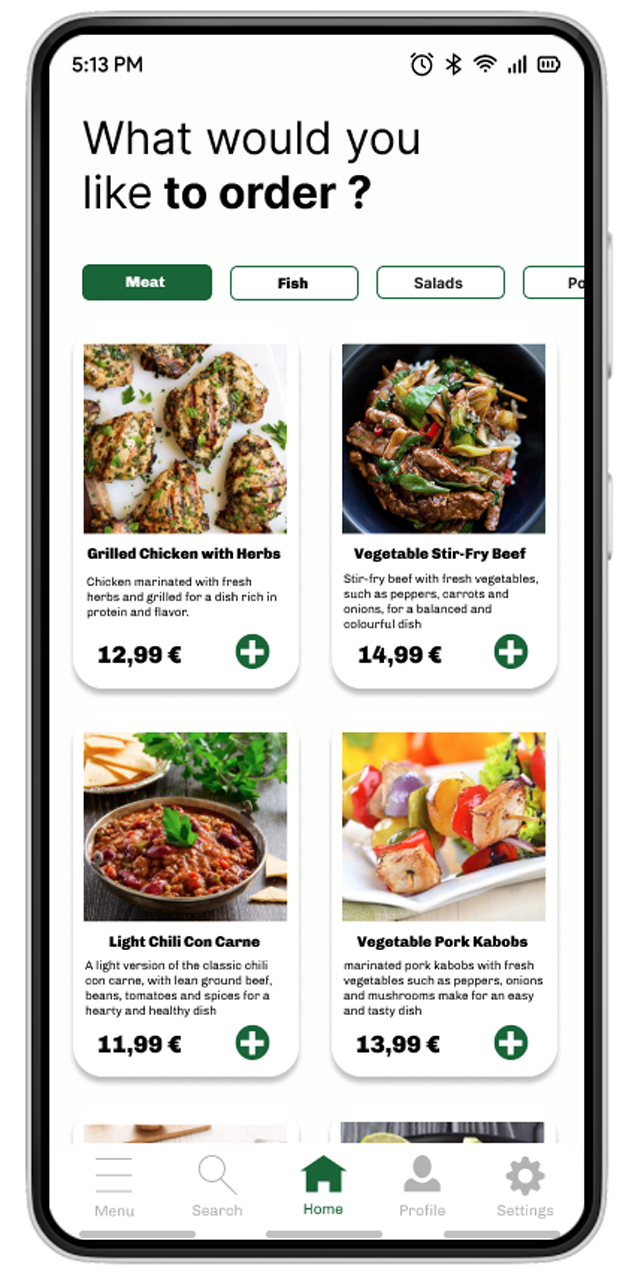 5:13 PM
What would you
like to order ?
Meat
Fish
Salads
Po
Grilled Chicken with Herbs
Chicken marinated with fresh
herbs and grilled for a dish rich in
protein and flavor.
12,99 €
Vegetable Stir-Fry Beef
Stir-fry beef with fresh vegetables,
such as peppers, carrots and
onions, for a balanced and
colourful dish
14,99 €
Light Chili Con Carne
A light version of the classic chili
con carne, with lean ground beef,
beans, tomatoes and spices for a
hearty and healthy dish
11,99 €
Vegetable Pork Kabobs
marinated pork kabobs with fresh
vegetables such as peppers, onions
and mushrooms make for an easy
and tasty dish
13,99 €
Menu
Search
Home
Profile
Settings